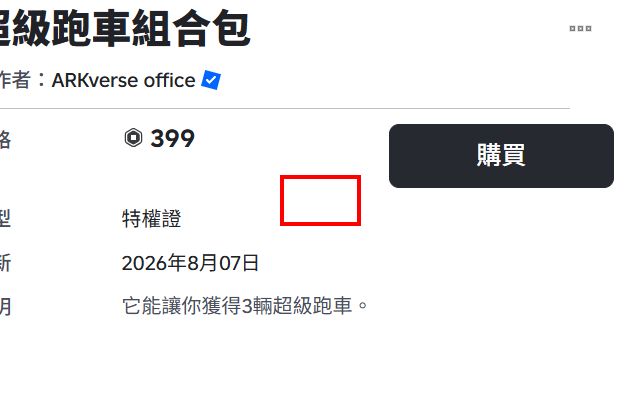 超級跑車組合包
作者：ARKverse office
格 399
購買
型 特權證
新 2026年8月07日
明 它能讓你獲得3輛超級跑車。